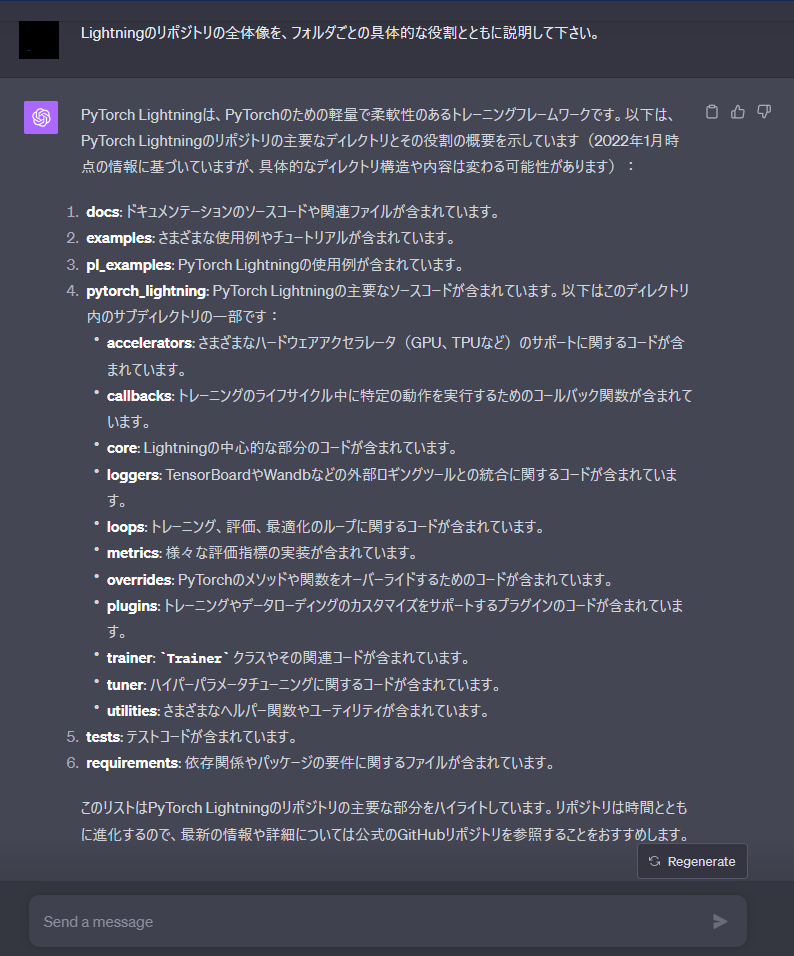 Lightningのリポジトリの全体像を、フォルダごとの具体的な役割とともに説明して下さい。
PyTorch Lightningは、PyTorchのための軽量で柔軟性のあるトレーニングフレームワークです。以下は、
PyTorch Lightningのリポジトリの主要なディレクトリとその役割の概要を示しています（2022年1月時
点の情報に基づいていますが、具体的なディレクトリ構造や内容は変わる可能性があります）：
1. docs: ドキュメンテーションのソースコードや関連ファイルが含まれています。
2. examples: さまざまな使用例やチュートリアルが含まれています。
3. pl_examples: PyTorch Lightningの使用例が含まれています。
4. pytorch_lightning: PyTorch Lightningの主要なソースコードが含まれています。以下はこのディレクトリ
内のサブディレクトリの一部です：
• accelerators: さまざまなハードウェアアクセラレータ（GPU、TPUなど）のサポートに関するコードが含
まれています。
• callbacks: トレーニングのライフサイクル中に特定の動作を実行するためのコールバック関数が含まれて
います。
• core: Lightningの中心的な部分のコードが含まれています。
• loggers: TensorBoardやWandbなどの外部ロギングツールとの統合に関するコードが含まれていま
す。
• loops: トレーニング、評価、最適化のループに関するコードが含まれています。
• metrics: 様々な評価指標の実装が含まれています。
• overrides: PyTorchのメソッドや関数をオーバーライドするためのコードが含まれています。
• plugins: トレーニングやデータローディングのカスタマイズをサポートするプラグインのコードが含まれていま
す。
• trainer: `Trainer` クラスやその関連コードが含まれています。
• tuner: ハイパーパラメータチューニングに関するコードが含まれています。
• utilities: さまざまなヘルパー関数やユーティリティが含まれています。
5. tests: テストコードが含まれています。
6. requirements: 依存関係やパッケージの要件に関するファイルが含まれています。
このリストはPyTorch Lightningのリポジトリの主要な部分をハイライトしています。リポジトリは時間ととも
に進化するので、最新の情報や詳細については公式のGitHubリポジトリを参照することをおすすめします。
Regenerate
Send a message